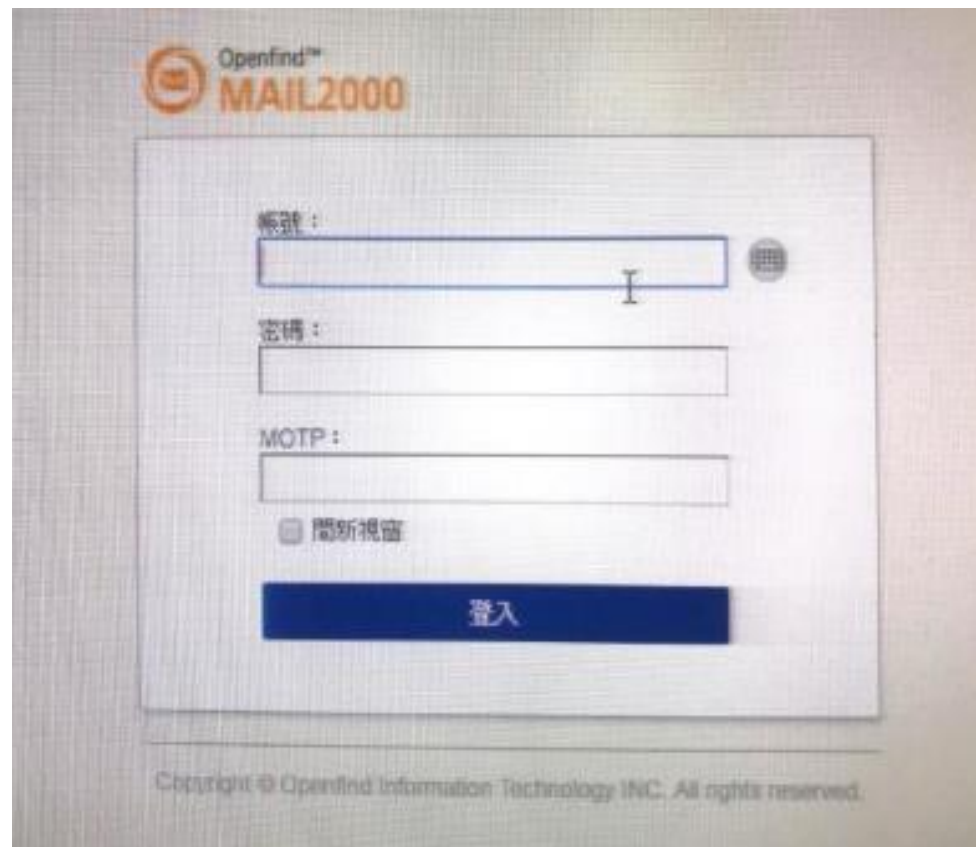 Openfind™
MAIL2000
帳號：
密碼：
MOTP：
開新視窗
登入
Copyright © Openfind Information Technology INC. All rights reserved.